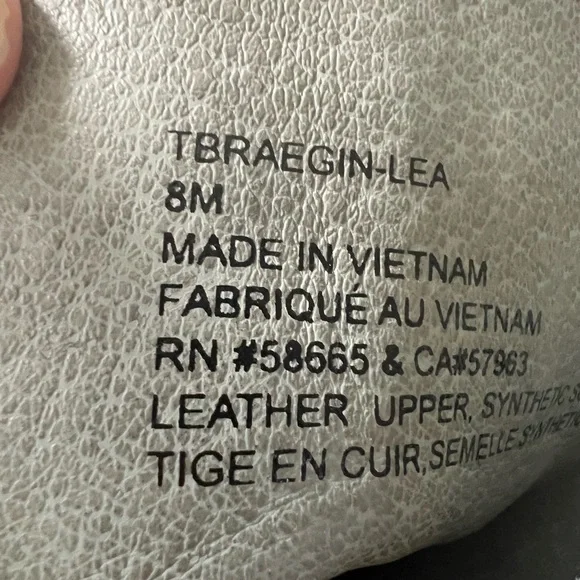 TBRAEGIN-LEA
8M
MADE IN VIETNAM
FABRIQUÉ AU VIETNAM
RN #58665 & CA#57963
LEATHER UPPER, SYNTHETIC
TIGE EN CUIR, SEMELLE